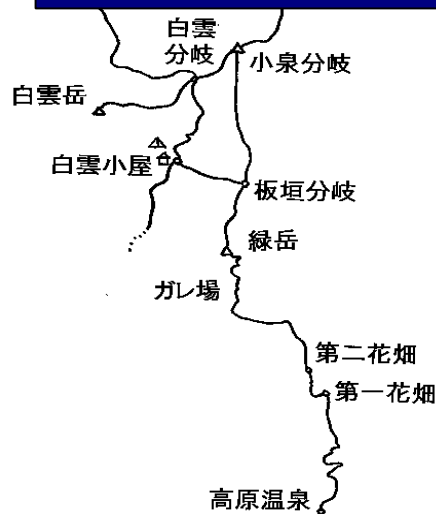 白雲
分岐
小泉分岐
白雲岳
白雲小屋
板垣分岐
緑岳
ガレ場
第二花畑
第一花畑
高原温泉